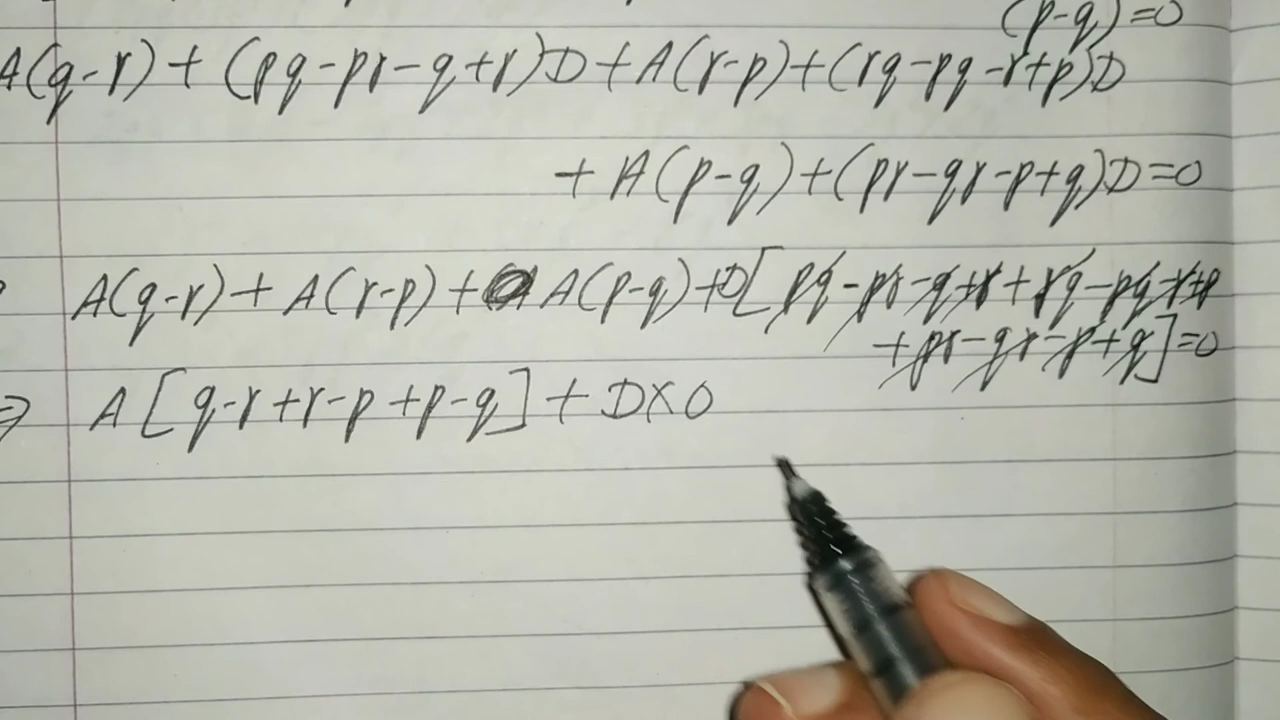 (p-q)=0
A(q-r)+(pq-pr-q+r)D+A(r-p)+(rq-pq-r+p)D
+A(p-q)+(pr-qr-p+q)D=0
A(q-r)+A(r-p)+A(p-q)+D[pq-pr-q+r+rq-pq-r+p
+pr-qr-p+q]=0
⇒ A[q-r+r-p+p-q]+D×0